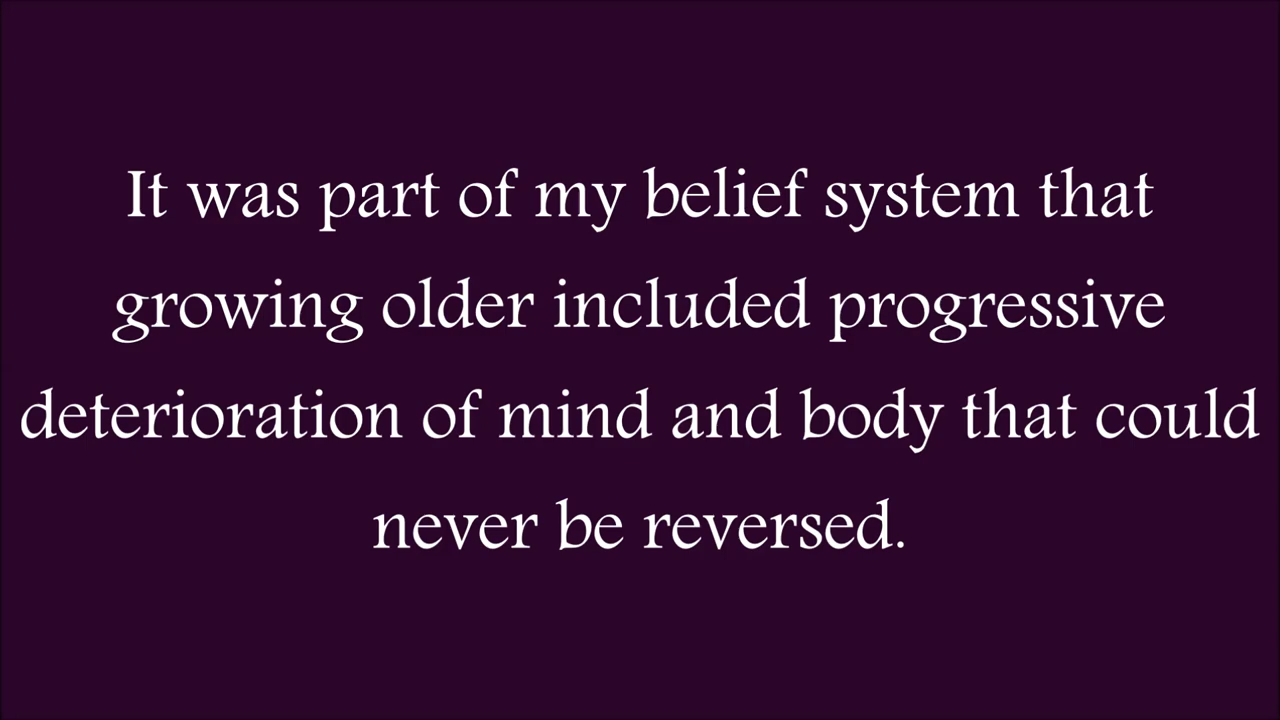 It was part of my belief system that
growing older included progressive
deterioration of mind and body that could
never be reversed.